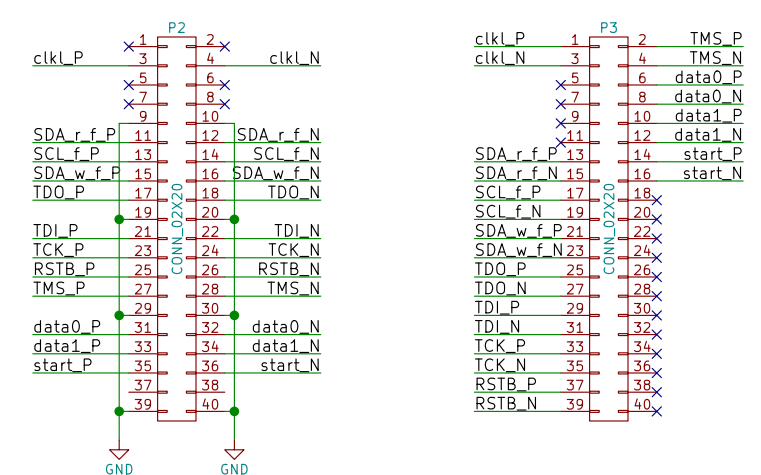 P2 P3
1 2 clkl_P 1 2 TMS_P
clkl_P 3 4 clkl_N clkl_N 3 4 TMS_N
5 6 5 6 data0_P
7 8 7 8 data0_N
9 10 9 10 data1_P
SDA_r_f_P 11 12 SDA_r_f_N 11 12 data1_N
SCL_f_P 13 14 SCL_f_N SDA_r_f_P 13 14 start_P
SDA_w_f_P 15 16 SDA_w_f_N SDA_r_f_N 15 16 start_N
TDO_P 17 18 TDO_N SCL_f_P 17 18
19 20 SCL_f_N 19 20
TDI_P 21 22 TDI_N SDA_w_f_P 21 22
TCK_P 23 24 TCK_N SDA_w_f_N 23 24
RSTB_P 25 26 RSTB_N TDO_P 25 26
TMS_P 27 28 TMS_N TDO_N 27 28
29 30 TDI_P 29 30
data0_P 31 32 data0_N TDI_N 31 32
data1_P 33 34 data1_N TCK_P 33 34
start_P 35 36 start_N TCK_N 35 36
37 38 RSTB_P 37 38
39 40 RSTB_N 39 40
CONN_02X20 CONN_02X20
GND GND